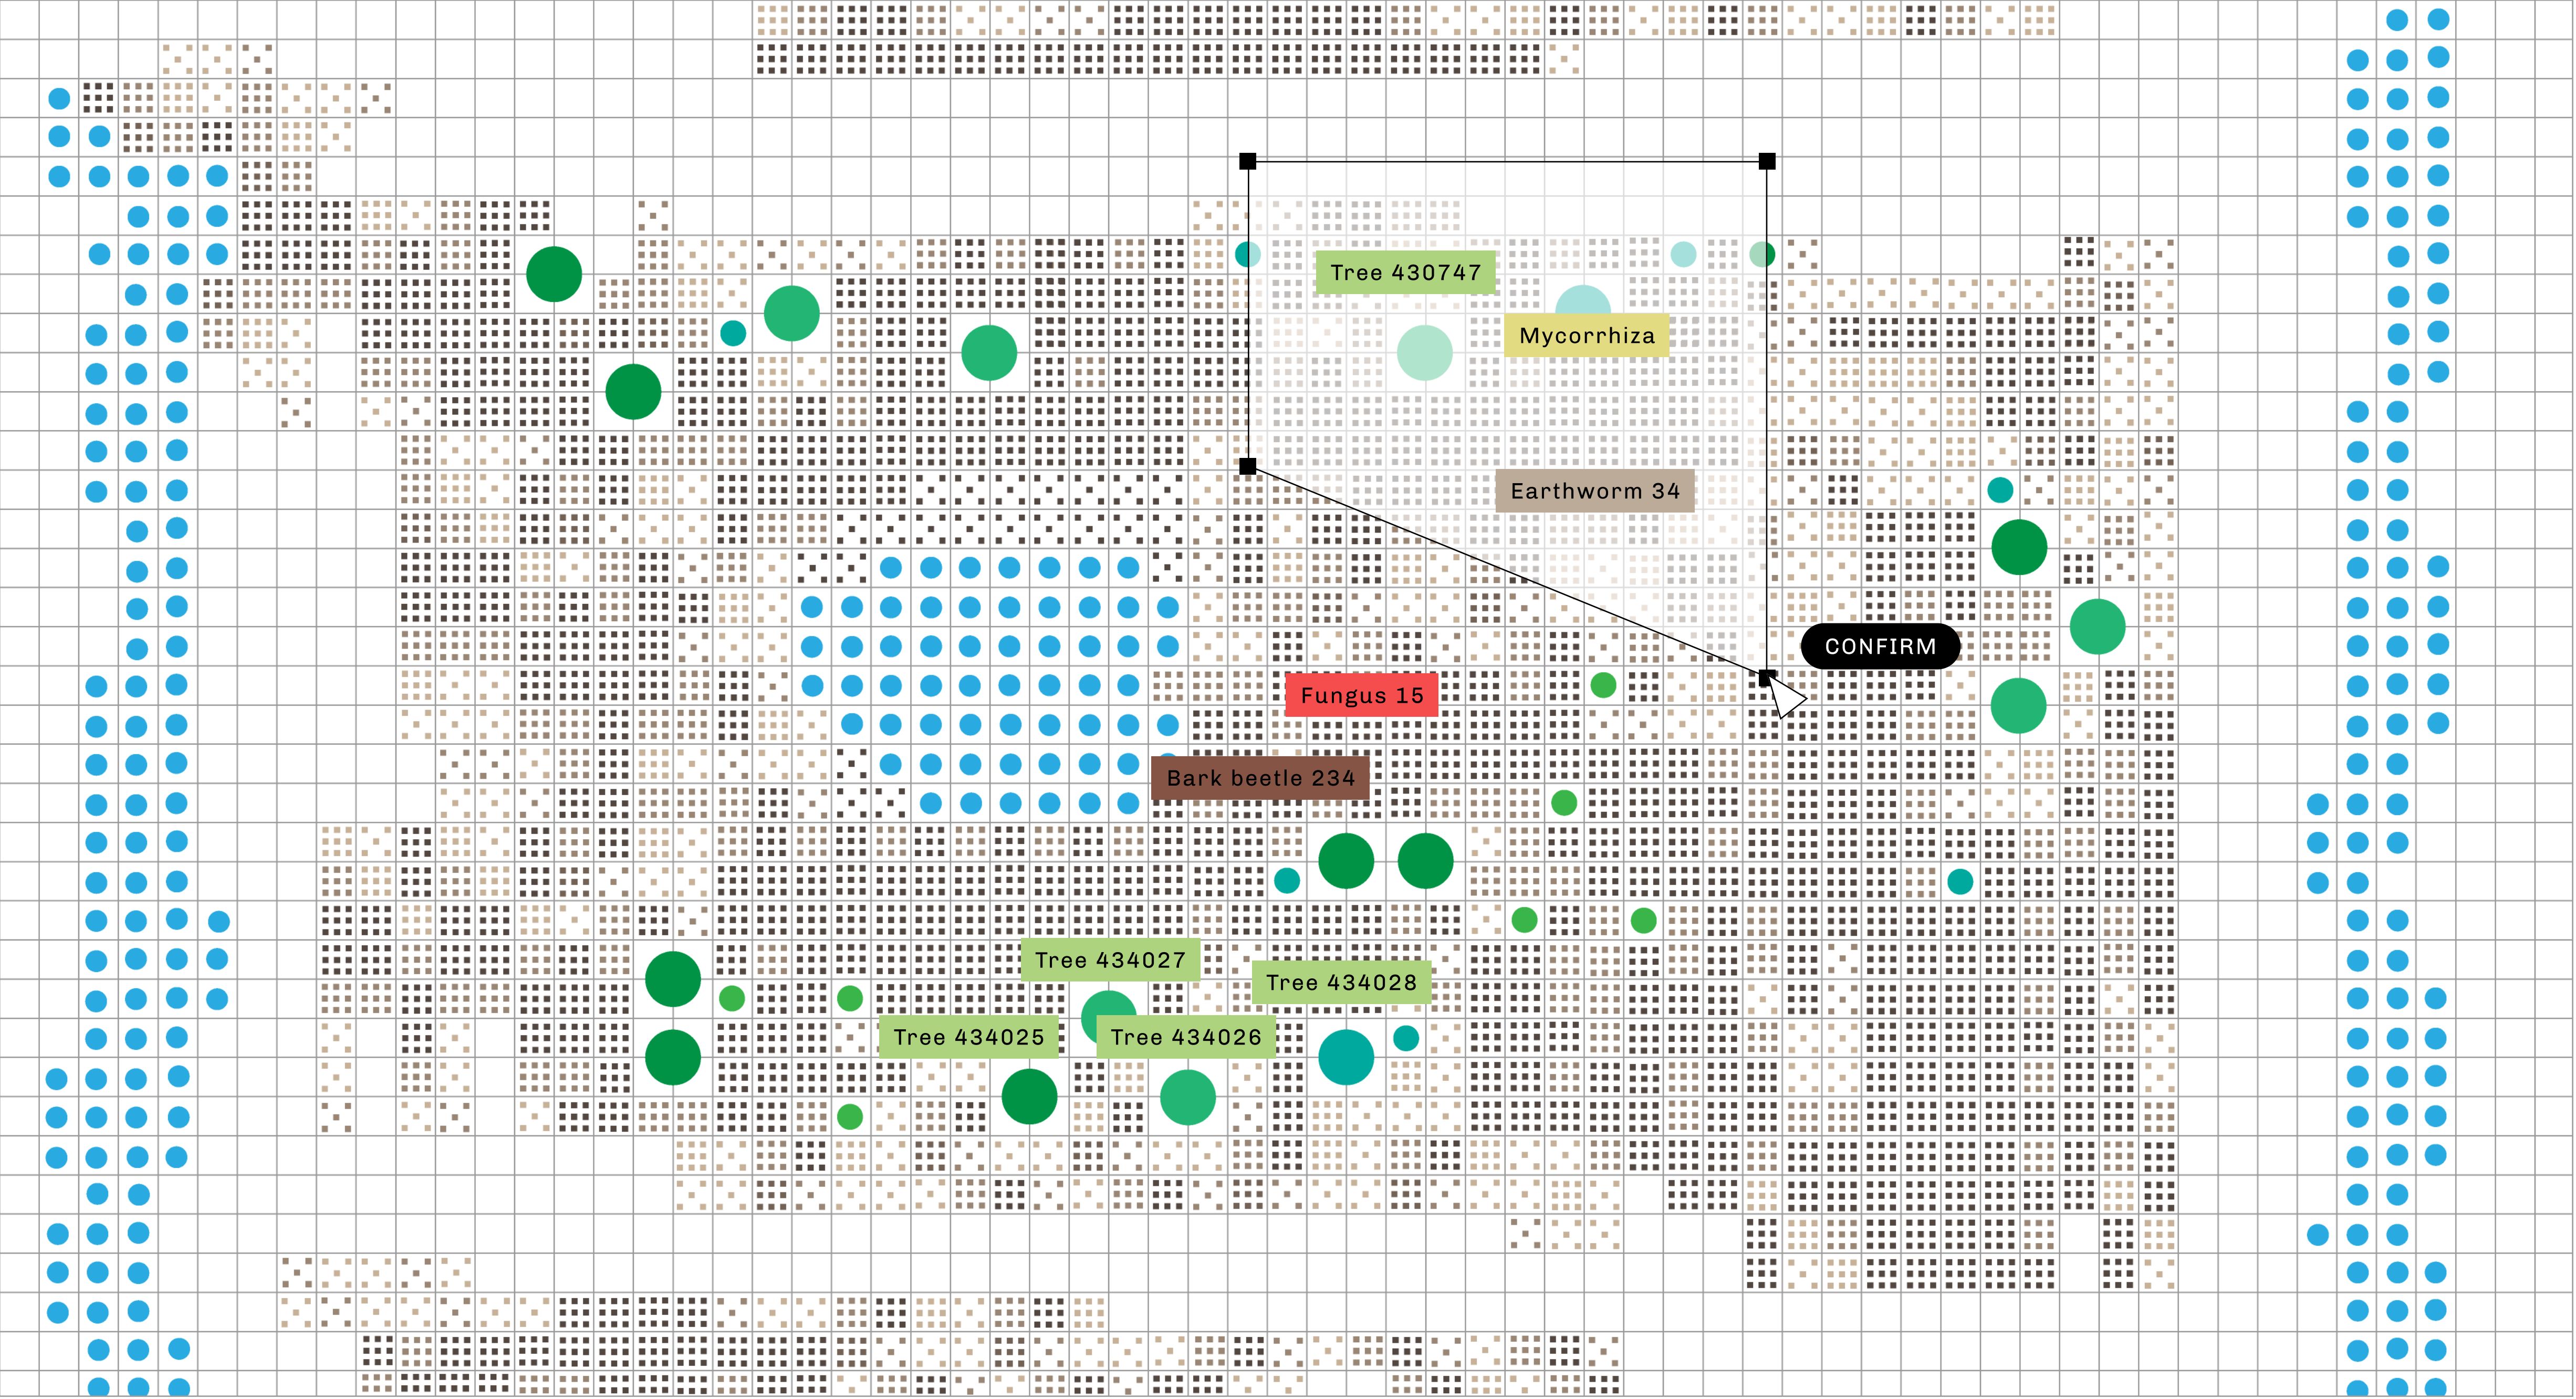 Tree 430747
Mycorrhiza
Earthworm 34
CONFIRM
Fungus 15
Bark beetle 234
Tree 434027
Tree 434028
Tree 434025
Tree 434026